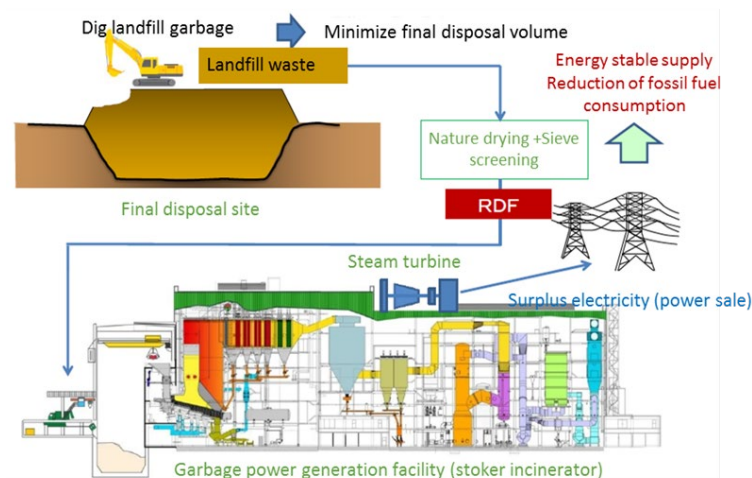 Dig landfill garbage
Minimize final disposal volume
Landfill waste
Energy stable supply
Reduction of fossil fuel
consumption
Nature drying +Sieve
screening
RDF
Final disposal site
Steam turbine
Surplus electricity (power sale)
Garbage power generation facility (stoker incinerator)